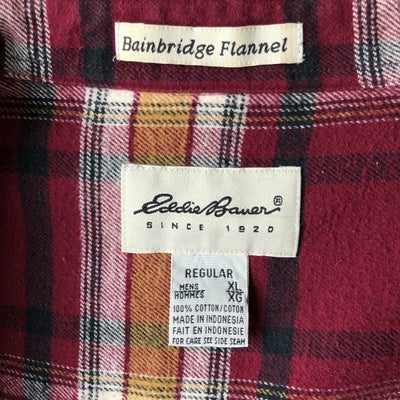 Bainbridge Flannel
Eddie Bauer®
SINCE 1920
REGULAR
MENS XL
HOMMES XG
100% COTTON/COTON
MADE IN INDONESIA
FAIT EN INDONESIE
FOR CARE SEE SIDE SEAM